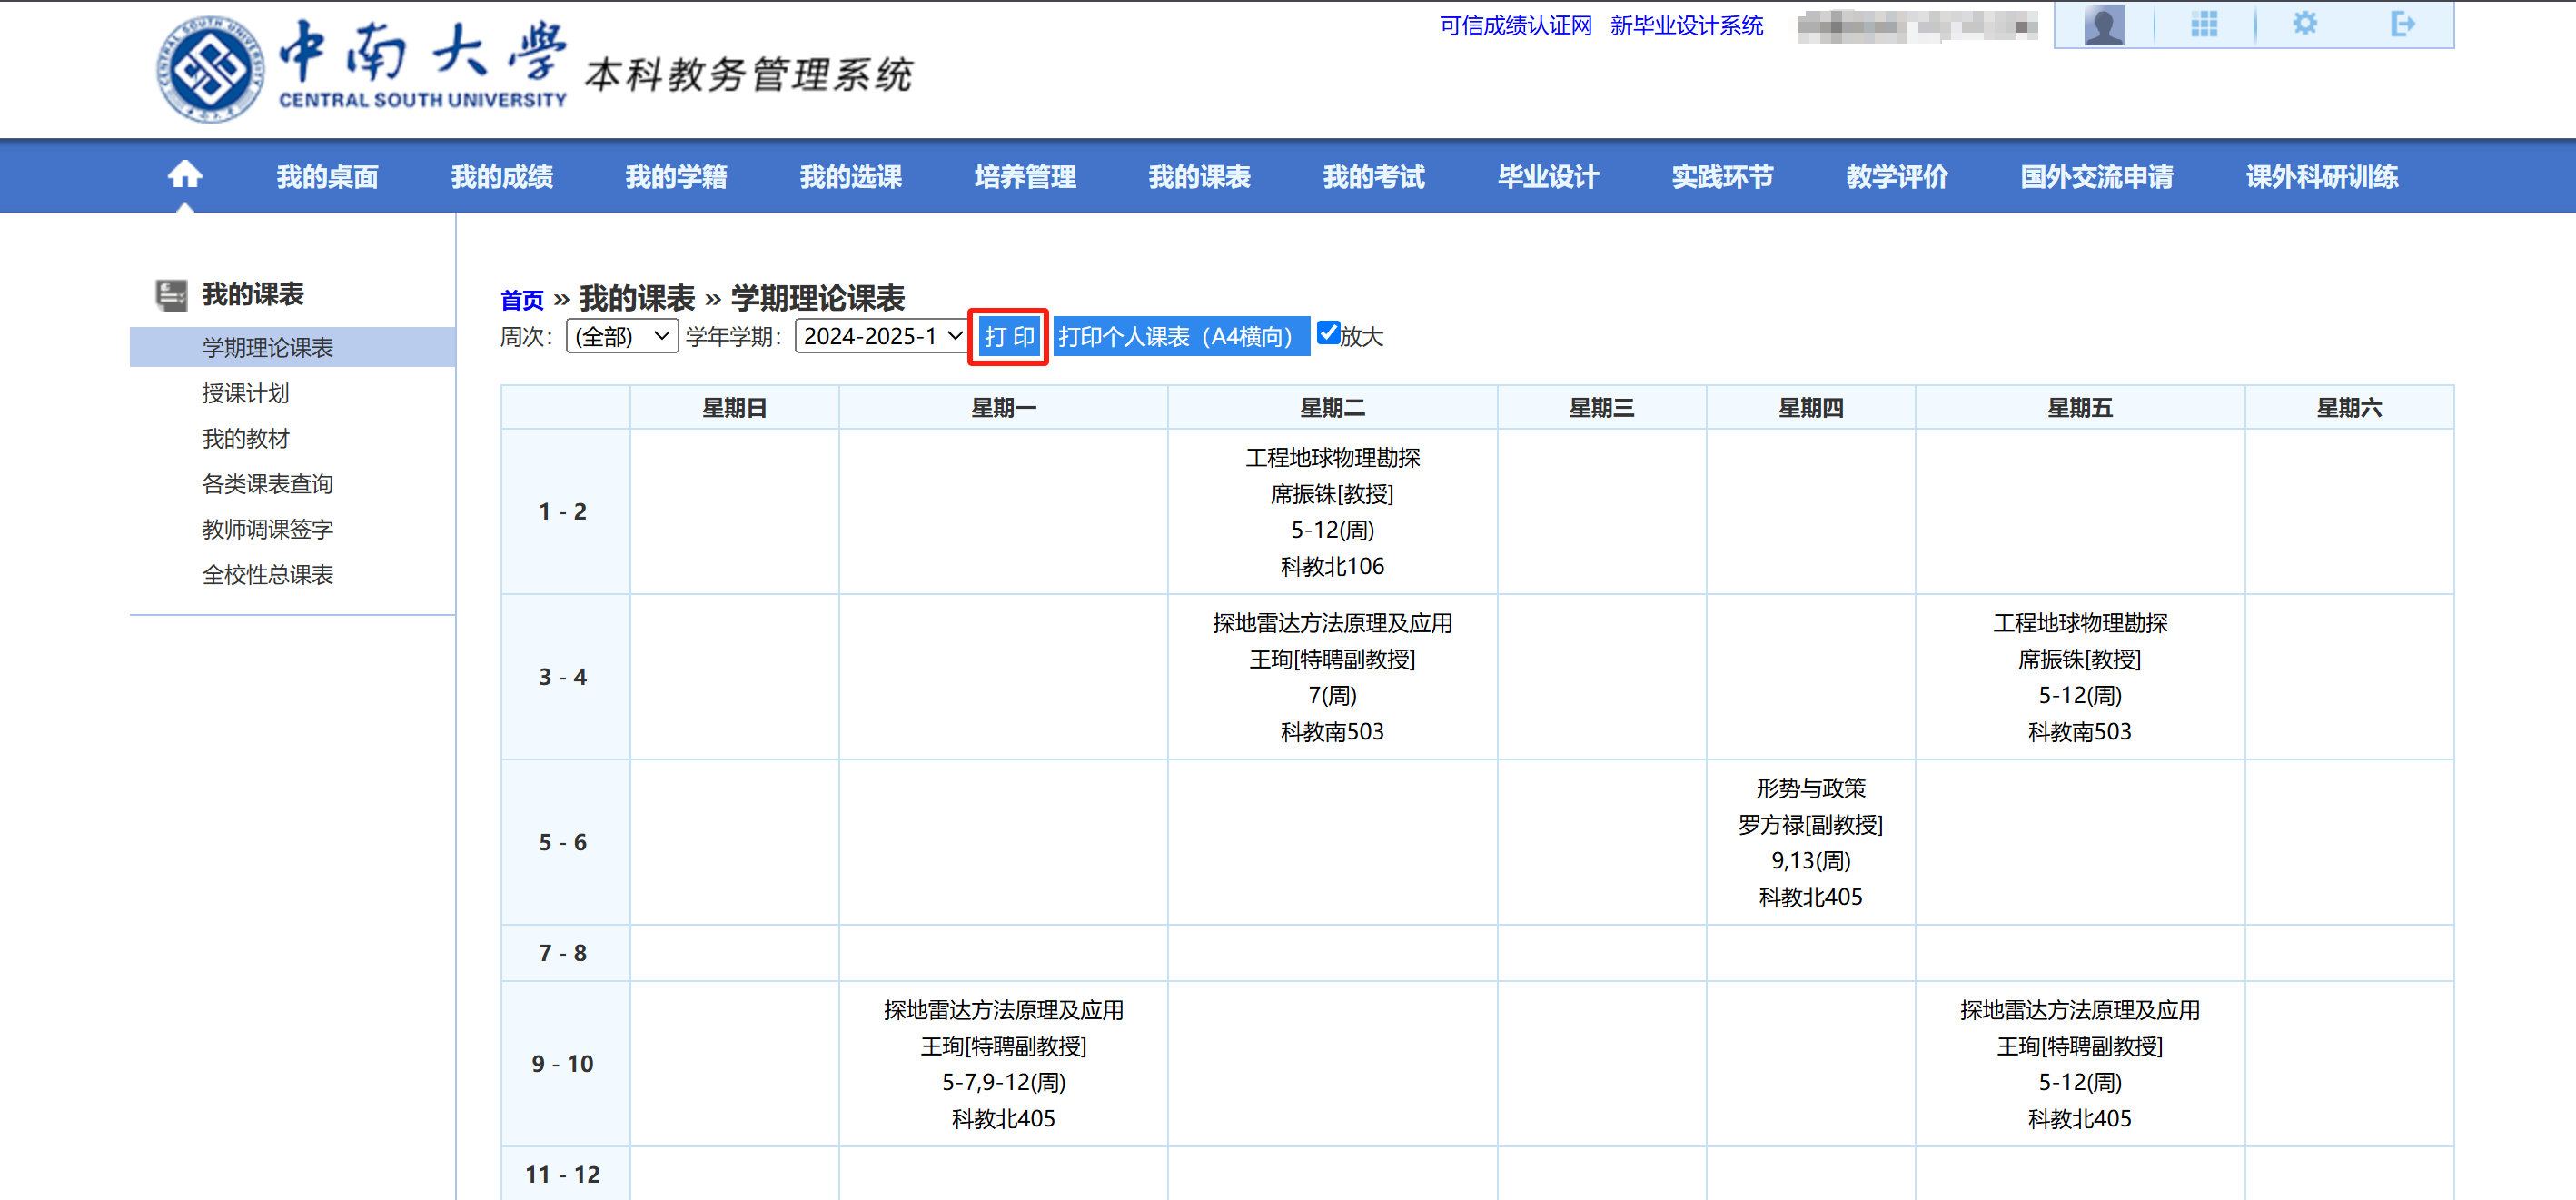 可信成绩认证网 新毕业设计系统
中南大学
CENTRAL SOUTH UNIVERSITY
本科教务管理系统
我的桌面 我的成绩 我的学籍 我的选课 培养管理 我的课表 我的考试 毕业设计 实践环节 教学评价 国外交流申请 课外科研训练
我的课表
学期理论课表
授课计划
我的教材
各类课表查询
教师调课签字
全校性总课表
首页 » 我的课表 » 学期理论课表
周次: (全部) 学年学期: 2024-2025-1 打 印 打印个人课表（A4横向） 放大
星期日 星期一 星期二 星期三 星期四 星期五 星期六
1 - 2
工程地球物理勘探
席振铢[教授]
5-12(周)
科教北106
3 - 4
探地雷达方法原理及应用
王珣[特聘副教授]
7(周)
科教南503
工程地球物理勘探
席振铢[教授]
5-12(周)
科教南503
5 - 6
形势与政策
罗方禄[副教授]
9,13(周)
科教北405
7 - 8
9 - 10
探地雷达方法原理及应用
王珣[特聘副教授]
5-7,9-12(周)
科教北405
探地雷达方法原理及应用
王珣[特聘副教授]
5-12(周)
科教北405
11 - 12